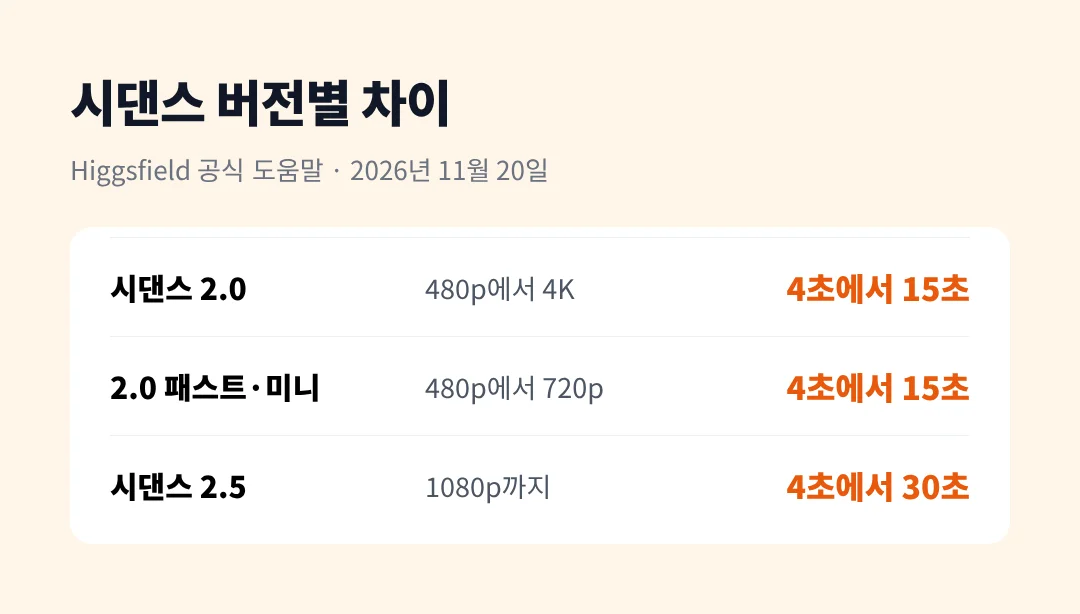 시댄스 버전별 차이
Higgsfield 공식 도움말 · 2026년 11월 20일
시댄스 2.0 480p에서 4K 4초에서 15초
2.0 패스트·미니 480p에서 720p 4초에서 15초
시댄스 2.5 1080p까지 4초에서 30초